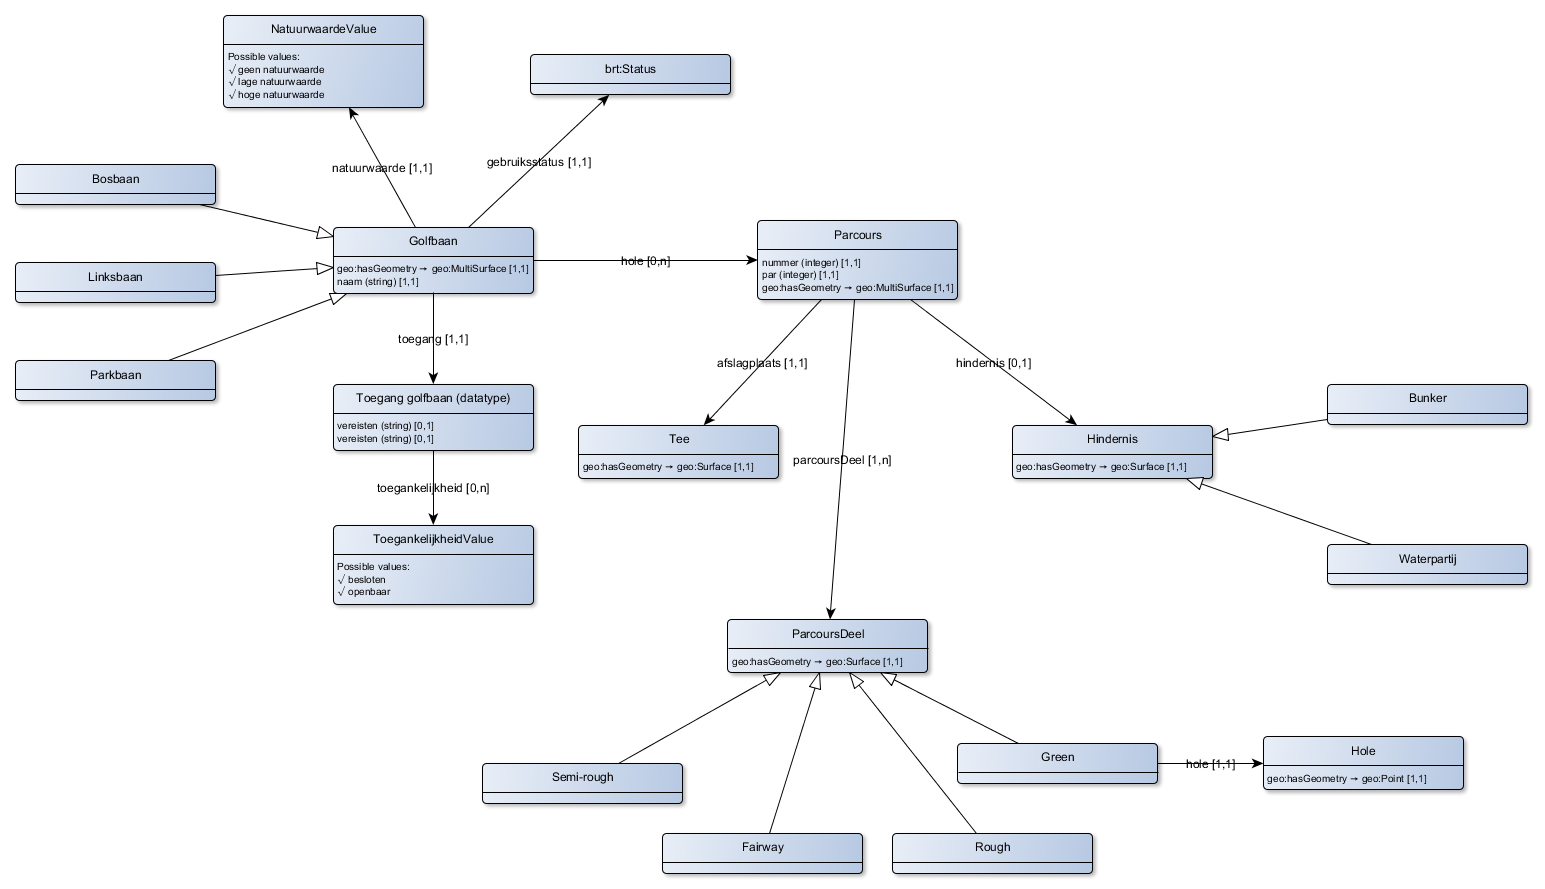 NatuurwaardeValue
Possible values:
√ geen natuurwaarde
√ lage natuurwaarde
√ hoge natuurwaarde
brt:Status
natuurwaarde [1,1]
gebruiksstatus [1,1]
Bosbaan
Golfbaan
geo:hasGeometry → geo:MultiSurface [1,1]
naam (string) [1,1]
hole [0,n]
Parcours
nummer (integer) [1,1]
par (integer) [1,1]
geo:hasGeometry → geo:MultiSurface [1,1]
Linksbaan
Parkbaan
toegang [1,1]
afslagplaats [1,1]
hindernis [0,1]
Toegang golfbaan (datatype)
vereisten (string) [0,1]
vereisten (string) [0,1]
Tee
geo:hasGeometry → geo:Surface [1,1]
parcoursDeel [1,n]
Hindernis
geo:hasGeometry → geo:Surface [1,1]
Bunker
Waterpartij
toegankelijkheid [0,n]
ToegankelijkheidValue
Possible values:
√ besloten
√ openbaar
ParcoursDeel
geo:hasGeometry → geo:Surface [1,1]
Semi-rough
Fairway
Rough
Green
hole [1,1]
Hole
geo:hasGeometry → geo:Point [1,1]